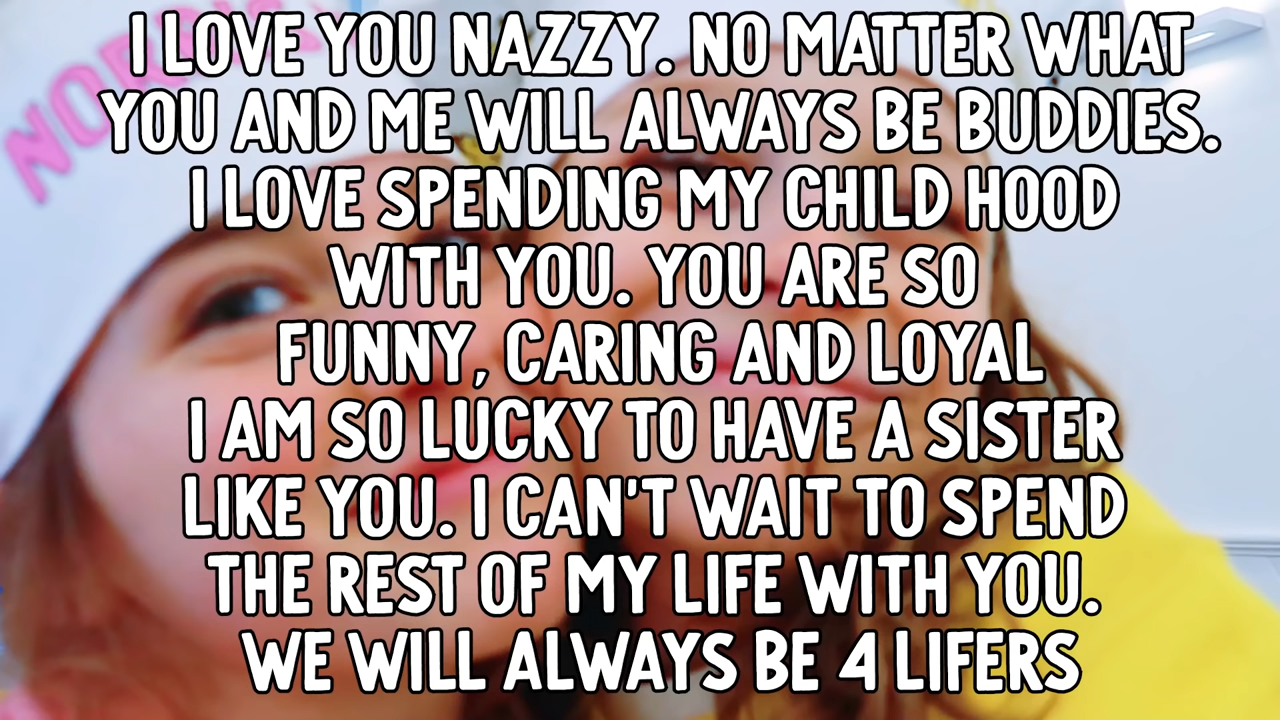 I LOVE YOU NAZZY. NO MATTER WHAT
YOU AND ME WILL ALWAYS BE BUDDIES.
I LOVE SPENDING MY CHILD HOOD
WITH YOU. YOU ARE SO
FUNNY, CARING AND LOYAL
I AM SO LUCKY TO HAVE A SISTER
LIKE YOU. I CAN'T WAIT TO SPEND
THE REST OF MY LIFE WITH YOU.
WE WILL ALWAYS BE 4 LIFERS